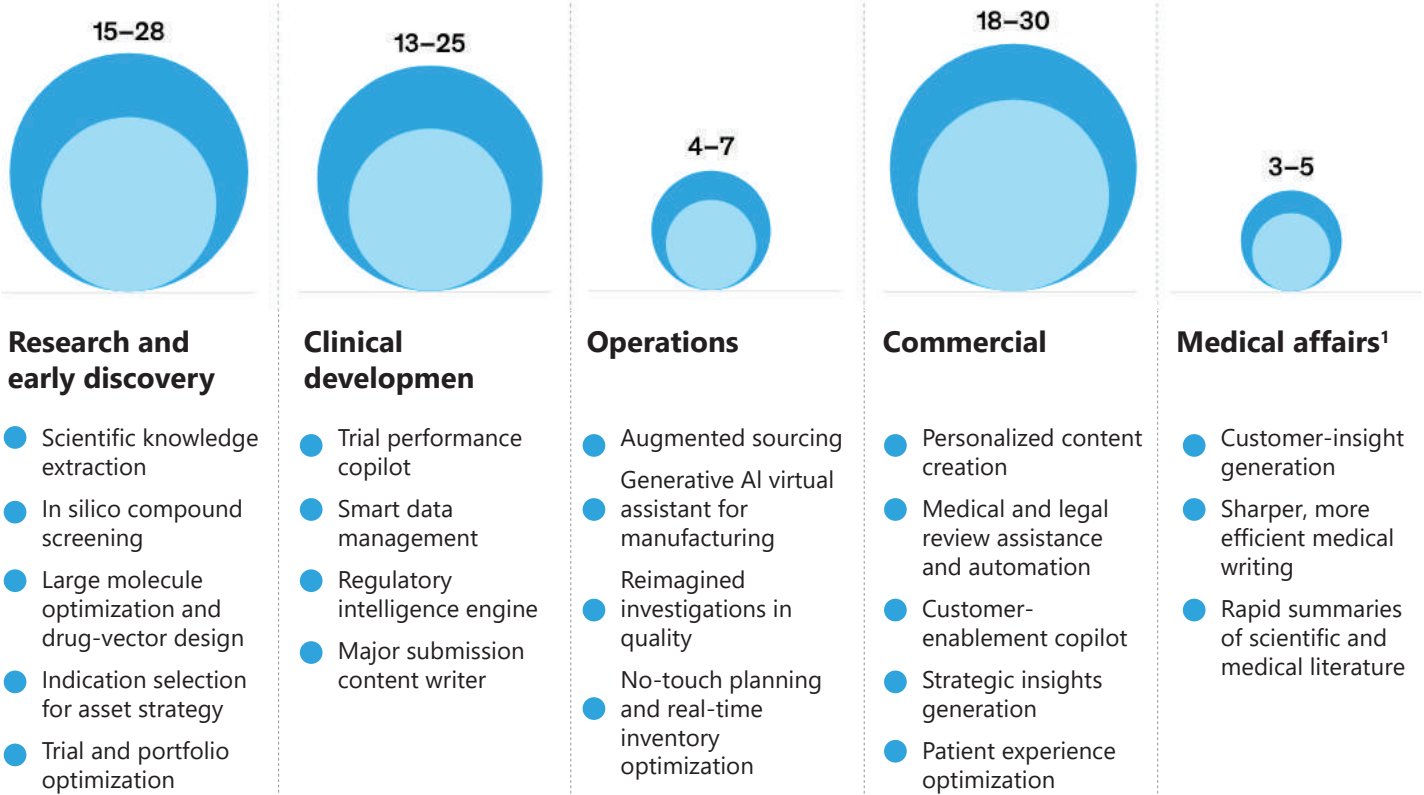 15–28
Research and
early discovery
Scientific knowledge
extraction
In silico compound
screening
Large molecule
optimization and
drug-vector design
Indication selection
for asset strategy
Trial and portfolio
optimization
13–25
Clinical
developmen
Trial performance
copilot
Smart data
management
Regulatory
intelligence engine
Major submission
content writer
4–7
Operations
Augmented sourcing
Generative AI virtual
assistant for
manufacturing
Reimagined
investigations in
quality
No-touch planning
and real-time
inventory
optimization
18–30
Commercial
Personalized content
creation
Medical and legal
review assistance
and automation
Customer-
enablement copilot
Strategic insights
generation
Patient experience
optimization
3–5
Medical affairs¹
Customer-insight
generation
Sharper, more
efficient medical
writing
Rapid summaries
of scientific and
medical literature